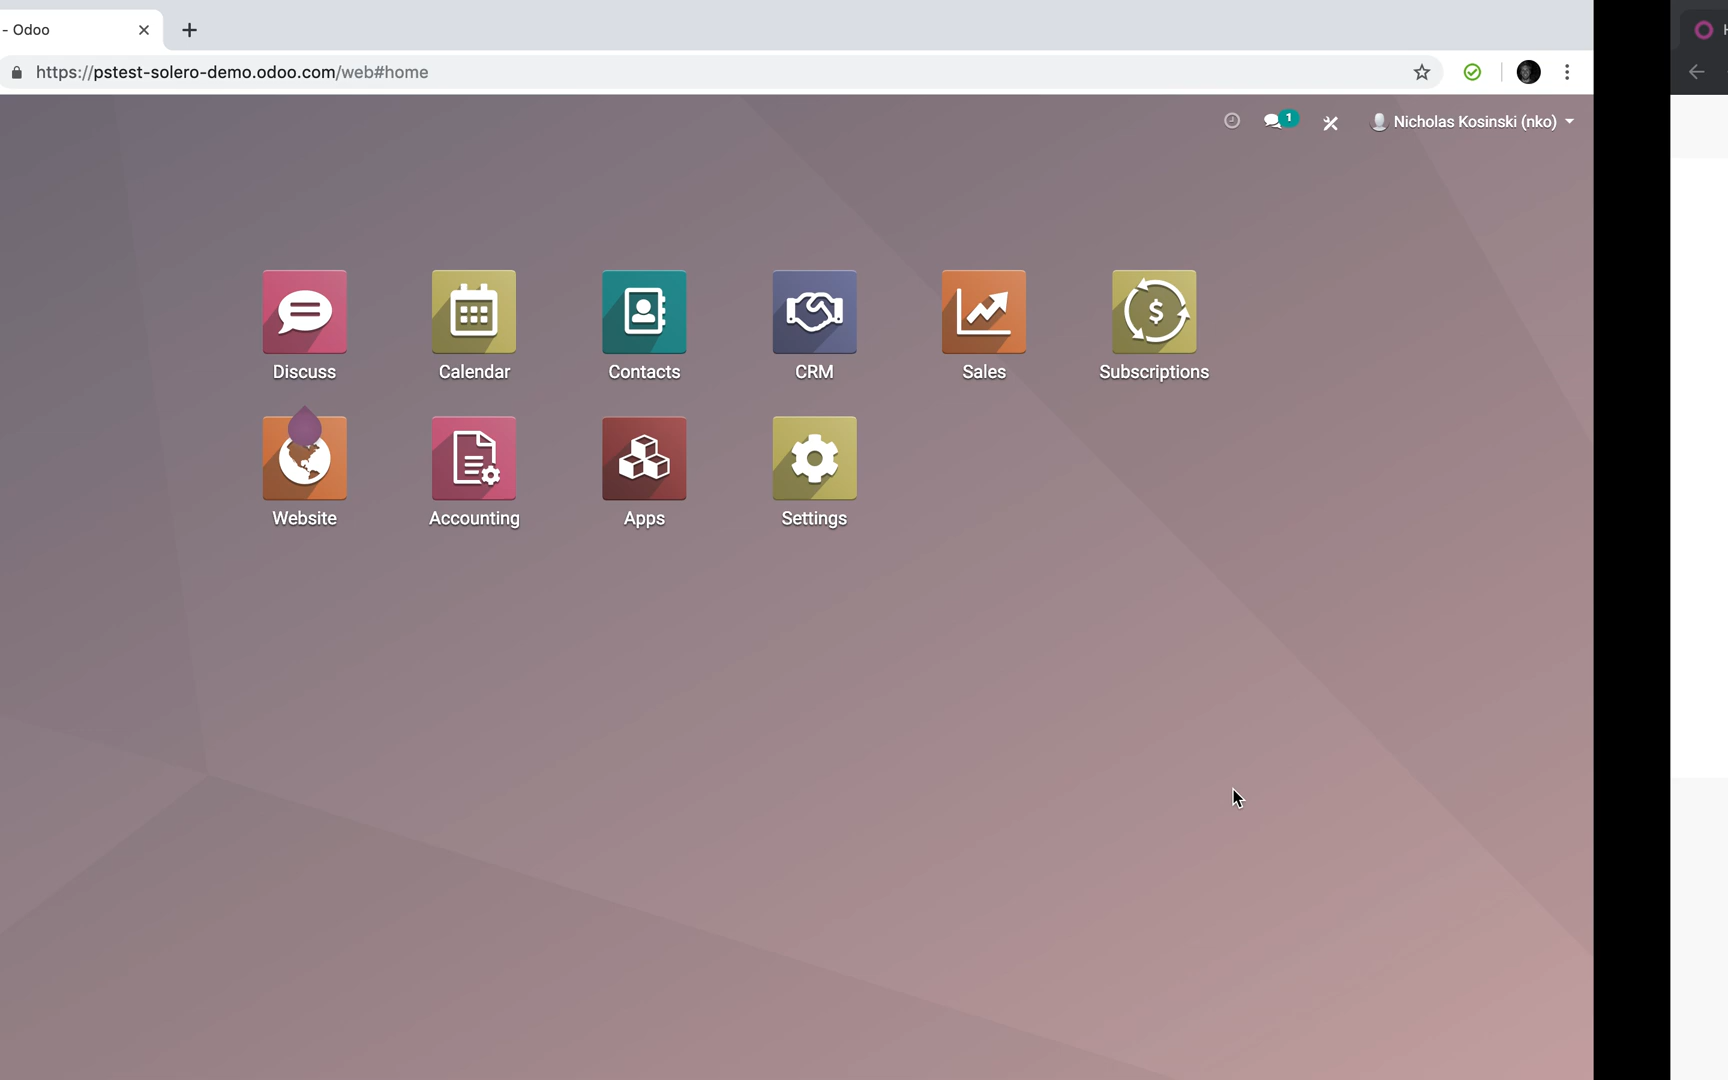 - Odoo
https://pstest-solero-demo.odoo.com/web#home
1
Nicholas Kosinski (nko)
Discuss
Calendar
Contacts
CRM
Sales
Subscriptions
Website
Accounting
Apps
Settings